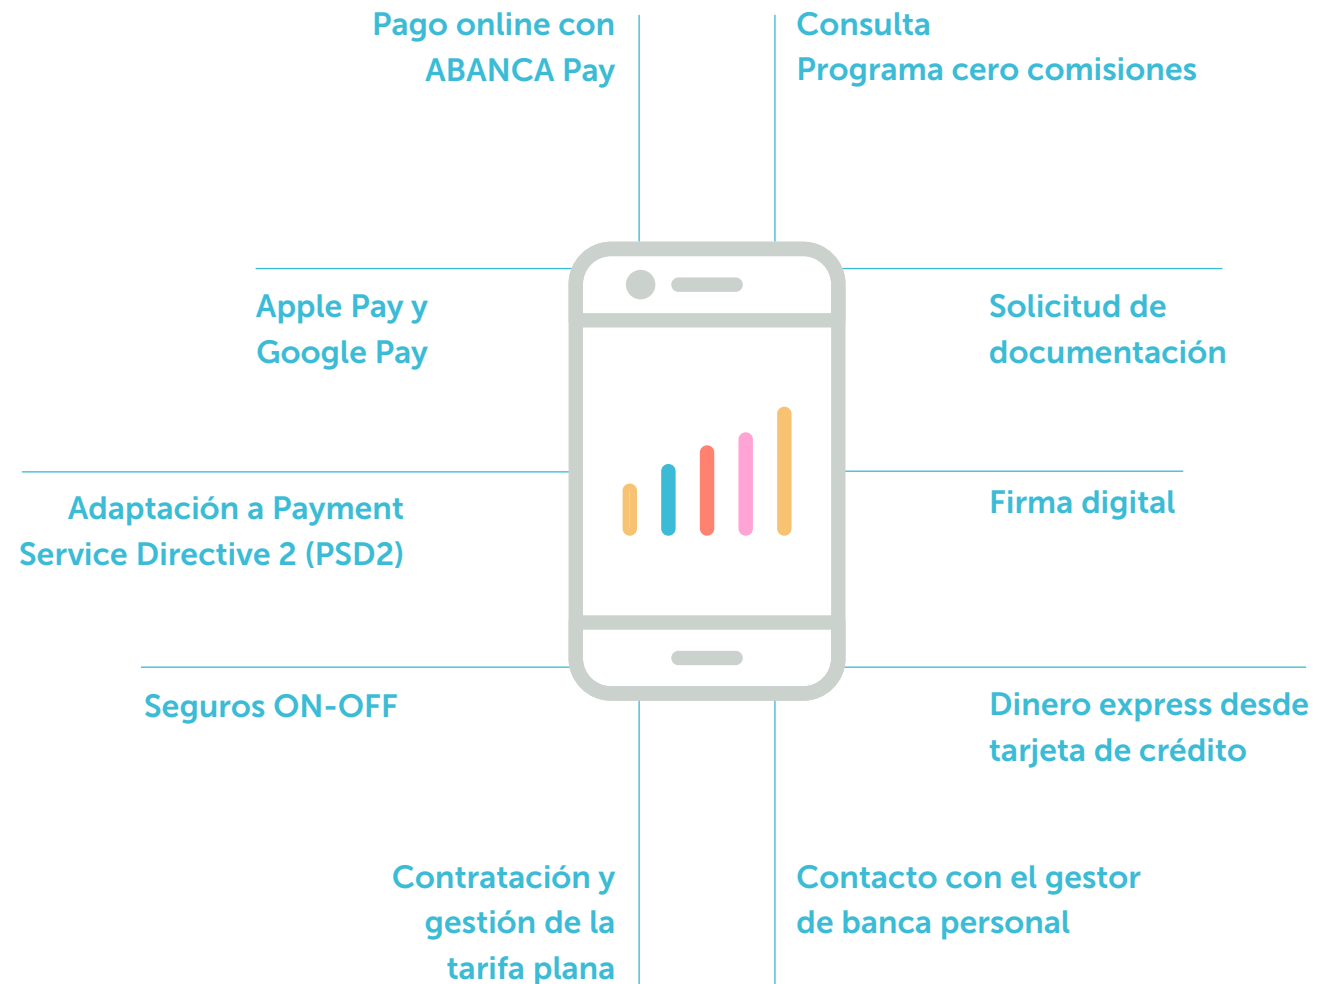 Pago online con
ABANCA Pay
Consulta
Programa cero comisiones
Apple Pay y
Google Pay
Solicitud de
documentación
Adaptación a Payment
Service Directive 2 (PSD2)
Firma digital
Seguros ON-OFF
Dinero express desde
tarjeta de crédito
Contratación y
gestión de la
tarifa plana
Contacto con el gestor
de banca personal